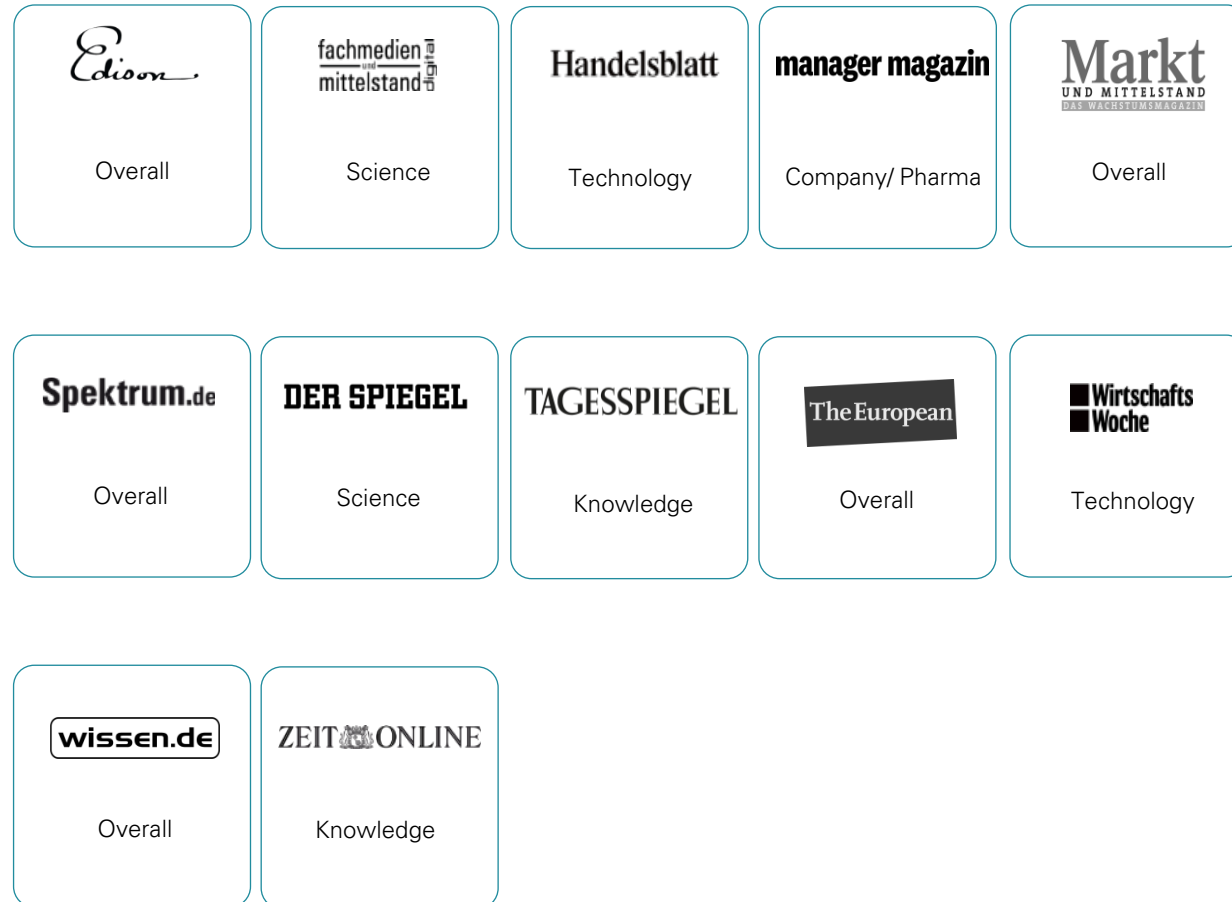 Edison
fachmedien
und
mittelstand
digital
Handelsblatt
manager magazin
Markt
UND MITTELSTAND
DAS WACHSTUMSMAGAZIN
Overall
Science
Technology
Company/ Pharma
Overall
Spektrum.de
DER SPIEGEL
TAGESSPIEGEL
The European
Wirtschafts
Woche
Overall
Science
Knowledge
Overall
Technology
wissen.de
ZEIT ONLINE
Overall
Knowledge